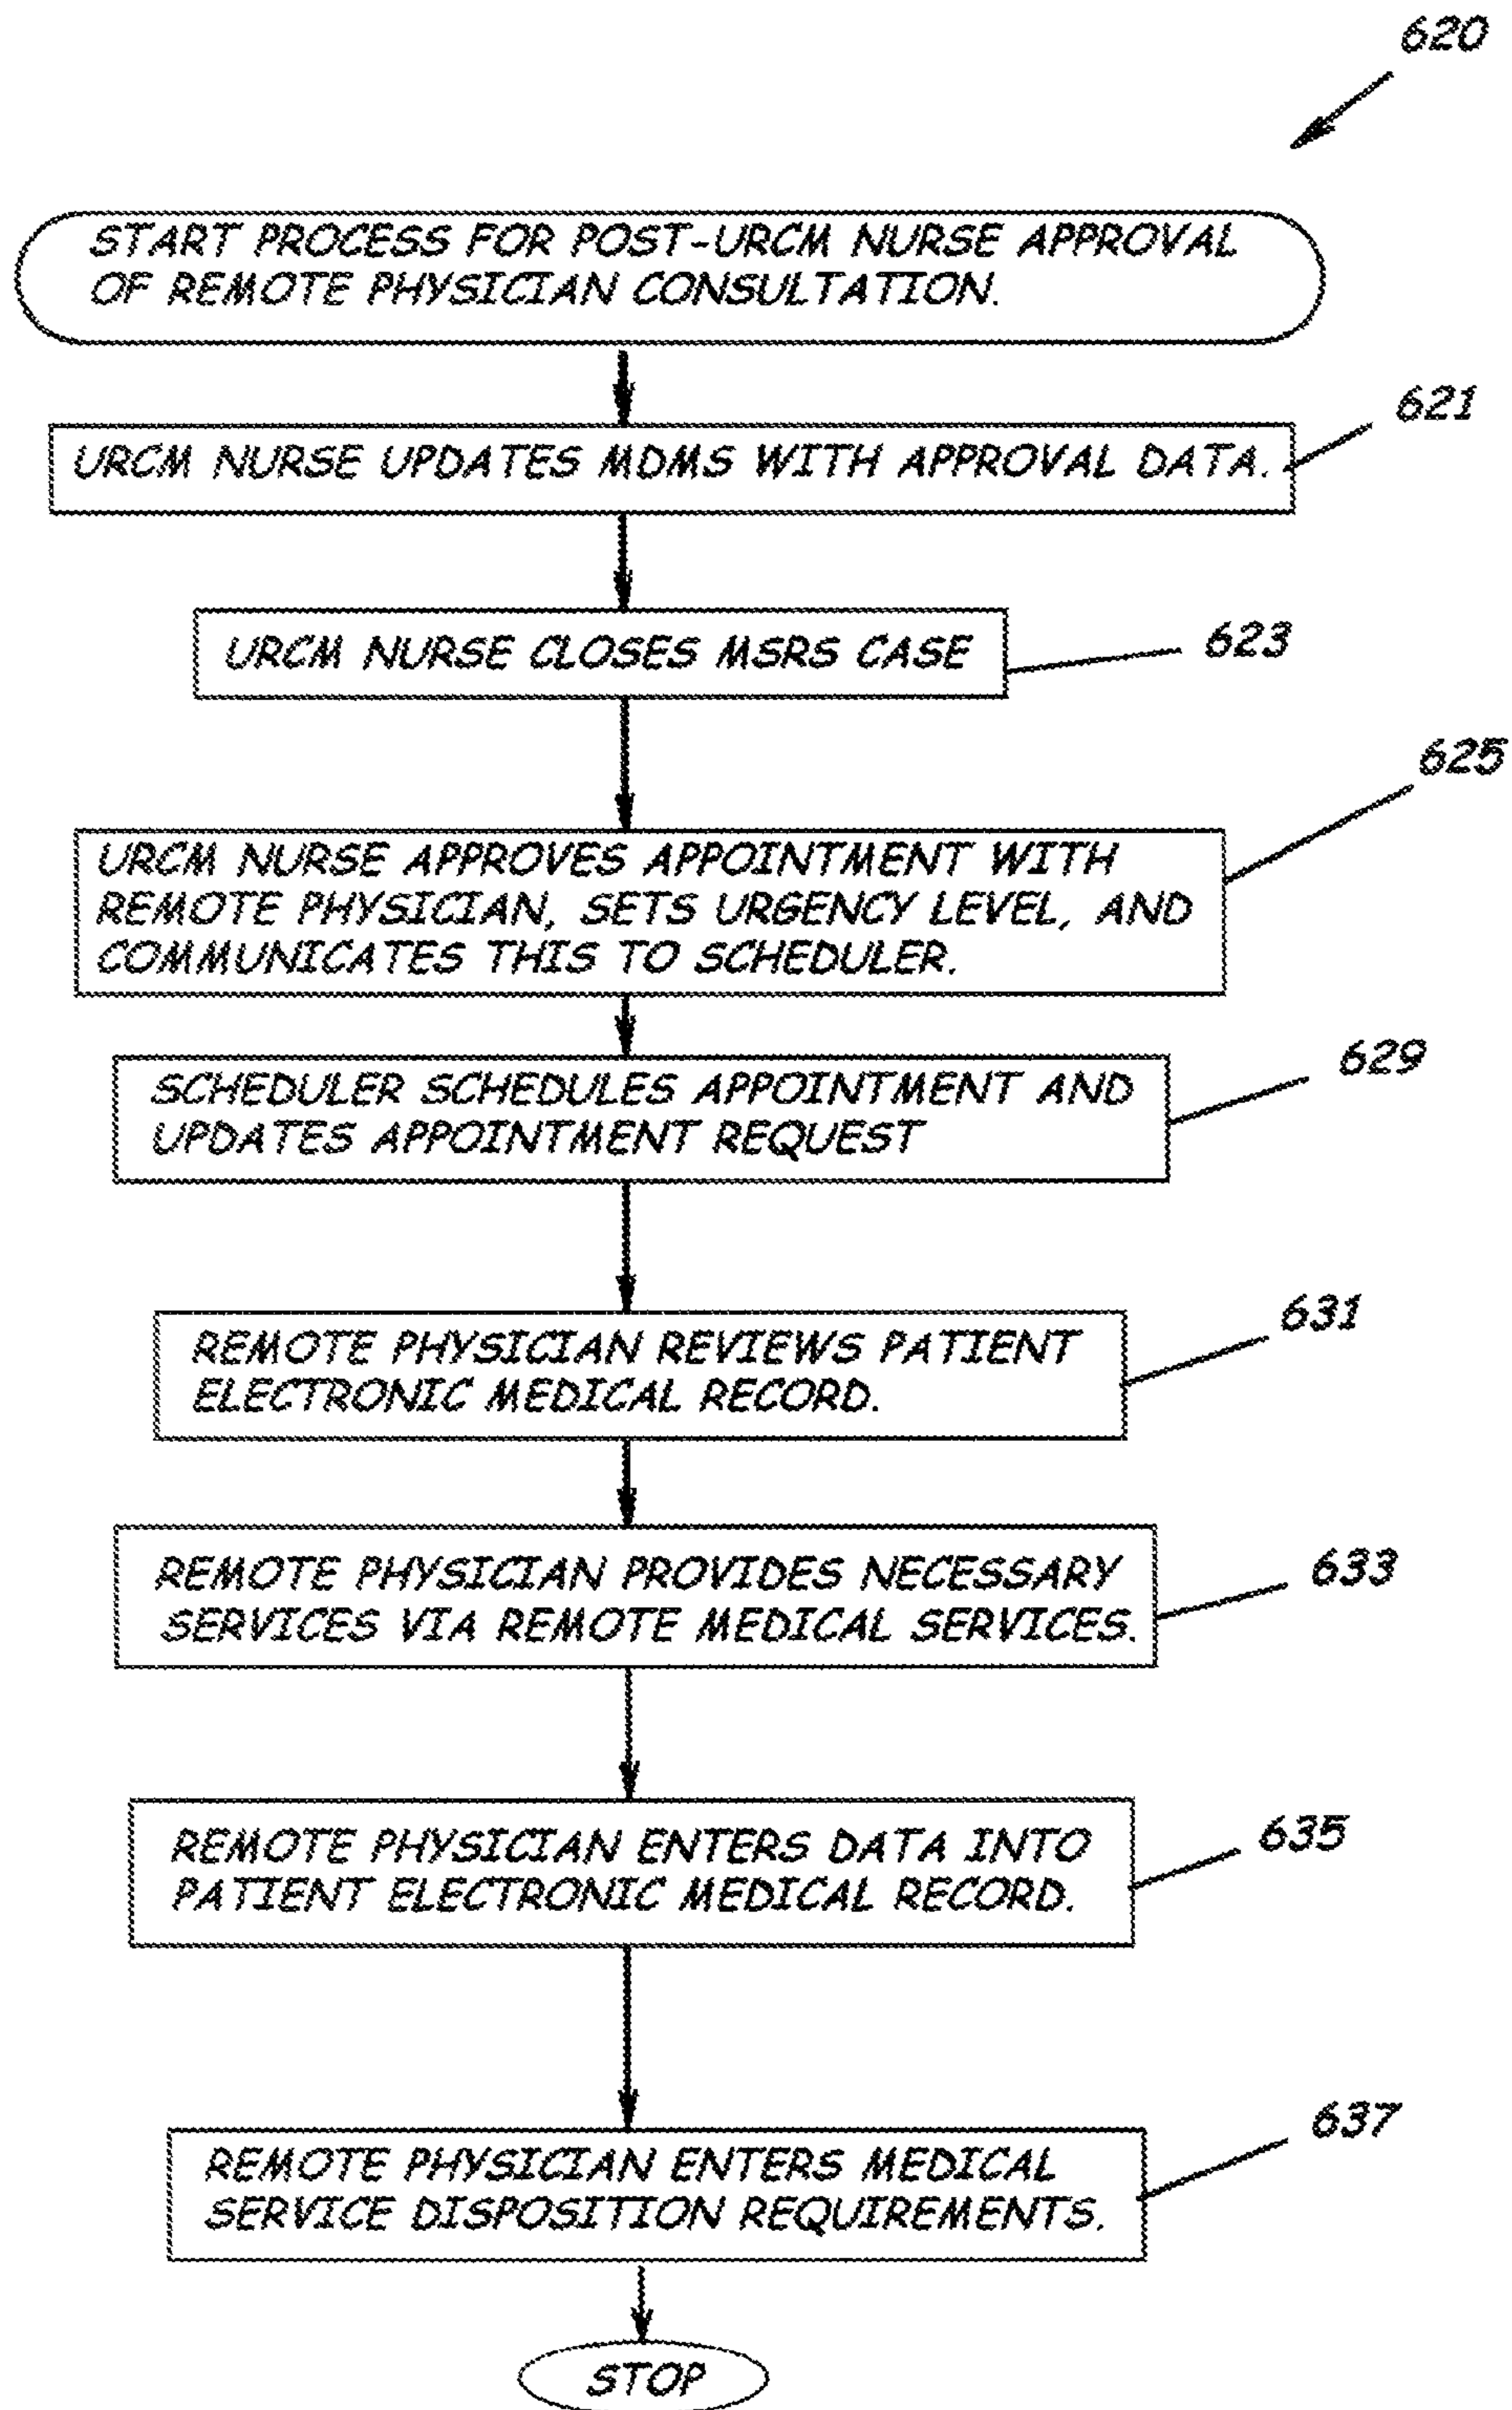 620
START PROCESS FOR POST-URCM NURSE APPROVAL
OF REMOTE PHYSICIAN CONSULTATION.
621
URCM NURSE UPDATES MDMS WITH APPROVAL DATA.
URCM NURSE CLOSES MSRS CASE
623
625
URCM NURSE APPROVES APPOINTMENT WITH
REMOTE PHYSICIAN, SETS URGENCY LEVEL, AND
COMMUNICATES THIS TO SCHEDULER.
629
SCHEDULER SCHEDULES APPOINTMENT AND
UPDATES APPOINTMENT REQUEST
631
REMOTE PHYSICIAN REVIEWS PATIENT
ELECTRONIC MEDICAL RECORD.
633
REMOTE PHYSICIAN PROVIDES NECESSARY
SERVICES VIA REMOTE MEDICAL SERVICES.
635
REMOTE PHYSICIAN ENTERS DATA INTO
PATIENT ELECTRONIC MEDICAL RECORD.
637
REMOTE PHYSICIAN ENTERS MEDICAL
SERVICE DISPOSITION REQUIREMENTS.
STOP